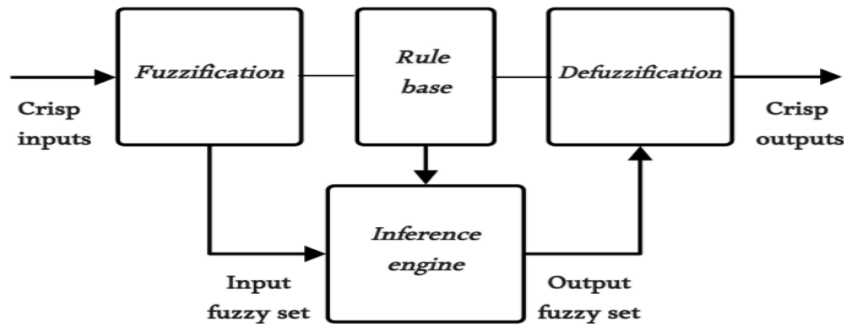 Fuzzification
Rule
base
Defuzzification
Crisp
inputs
Crisp
outputs
Inference
engine
Input
fuzzy set
Output
fuzzy set